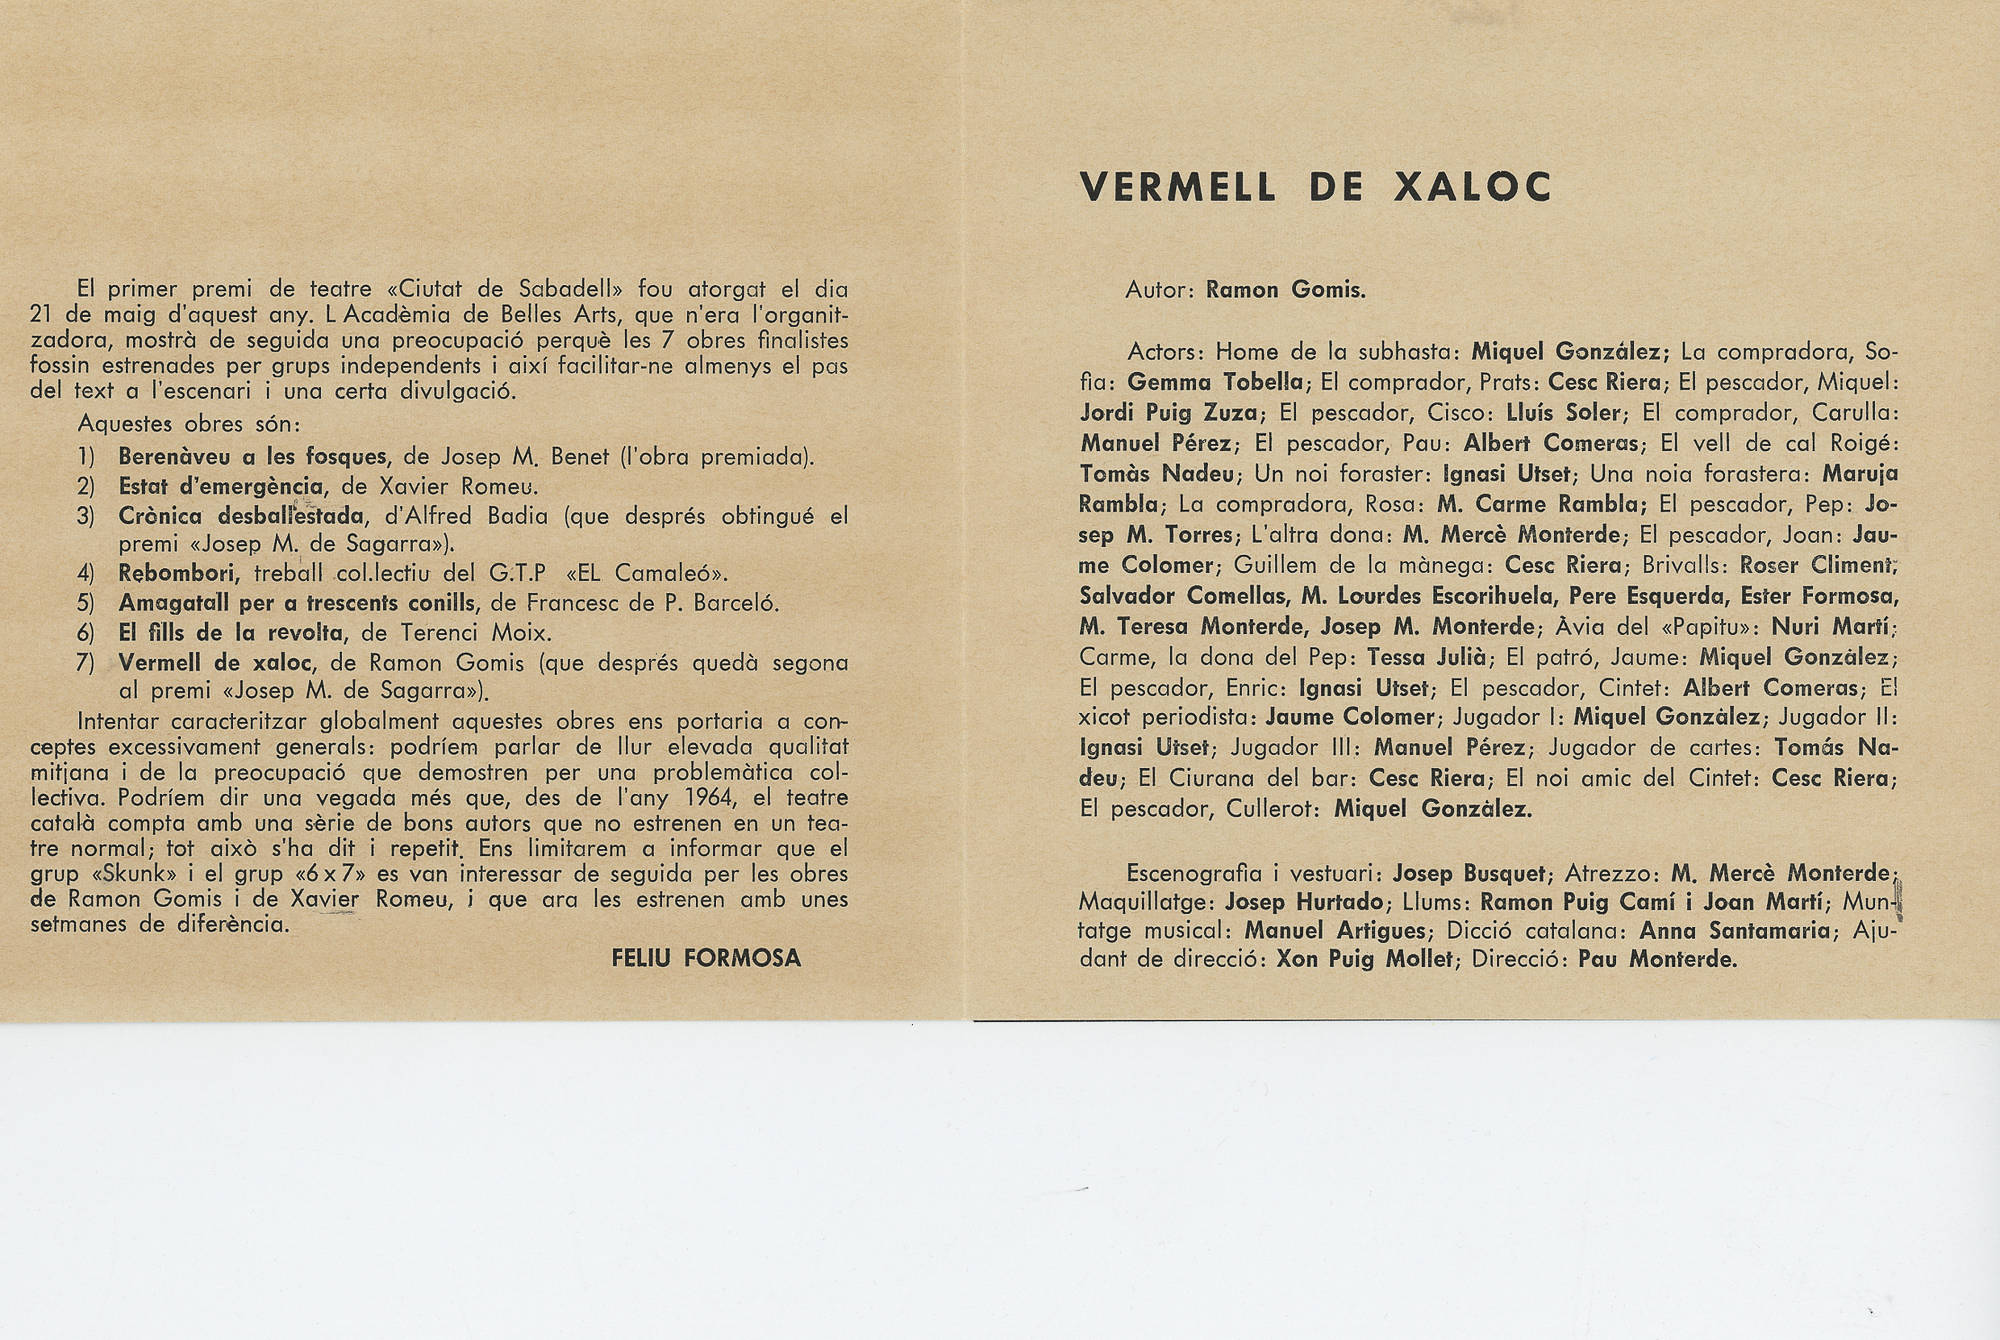 El primer premi de teatre «Ciutat de Sabadell» fou atorgat el dia
21 de maig d'aquest any. L Acadèmia de Belles Arts, que n'era l'organit-
zadora, mostrà de seguida una preocupació perquè les 7 obres finalistes
fossin estrenades per grups independents i així facilitar-ne almenys el pas
del text a l'escenari i una certa divulgació.
Aquestes obres són:
1) Berenàveu a les fosques, de Josep M. Benet (l'obra premiada).
2) Estat d'emergència, de Xavier Romeu.
3) Crònica desballestada, d'Alfred Badia (que després obtingué el
premi «Josep M. de Sagarra»).
4) Rebombori, treball col.lectiu del G.T.P «EL Camaleó».
5) Amagatall per a trescents conills, de Francesc de P. Barceló.
6) El fills de la revolta, de Terenci Moix.
7) Vermell de xaloc, de Ramon Gomis (que després quedà segona
al premi «Josep M. de Sagarra»).
Intentar caracteritzar globalment aquestes obres ens portaria a con-
ceptes excessivament generals: podríem parlar de llur elevada qualitat
mitjana i de la preocupació que demostren per una problemàtica col-
lectiva. Podríem dir una vegada més que, des de l'any 1964, el teatre
català compta amb una sèrie de bons autors que no estrenen en un tea-
tre normal; tot això s'ha dit i repetit. Ens limitarem a informar que el
grup «Skunk» i el grup «6 x 7» es van interessar de seguida per les obres
de Ramon Gomis i de Xavier Romeu, i que ara les estrenen amb unes
setmanes de diferència.
FELIU FORMOSA
VERMELL DE XALOC
Autor: Ramon Gomis.
Actors: Home de la subhasta: Miquel González; La compradora, So-
fia: Gemma Tobella; El comprador, Prats: Cesc Riera; El pescador, Miquel:
Jordi Puig Zuza; El pescador, Cisco: Lluís Soler; El comprador, Carulla:
Manuel Pérez; El pescador, Pau: Albert Comeras; El vell de cal Roigé:
Tomàs Nadeu; Un noi foraster: Ignasi Utset; Una noia forastera: Maruja
Rambla; La compradora, Rosa: M. Carme Rambla; El pescador, Pep: Jo-
sep M. Torres; L'altra dona: M. Mercè Monterde; El pescador, Joan: Jau-
me Colomer; Guillem de la mànega: Cesc Riera; Brivalls: Roser Climent;
Salvador Comellas, M. Lourdes Escorihuela, Pere Esquerda, Ester Formosa,
M. Teresa Monterde, Josep M. Monterde; Àvia del «Papitu»: Nuri Martí;
Carme, la dona del Pep: Tessa Julià; El patró, Jaume: Miquel González;
El pescador, Enric: Ignasi Utset; El pescador, Cintet: Albert Comeras; El
xicot periodista: Jaume Colomer; Jugador I: Miquel Gonzàlez; Jugador II:
Ignasi Utset; Jugador III: Manuel Pérez; Jugador de cartes: Tomás Na-
deu; El Ciurana del bar: Cesc Riera; El noi amic del Cintet: Cesc Riera;
El pescador, Cullerot: Miquel Gonzàlez.
Escenografia i vestuari: Josep Busquet; Atrezzo: M. Mercè Monterde;
Maquillatge: Josep Hurtado; Llums: Ramon Puig Camí i Joan Martí; Mun-
tatge musical: Manuel Artigues; Dicció catalana: Anna Santamaria; Aju-
dant de direcció: Xon Puig Mollet; Direcció: Pau Monterde.